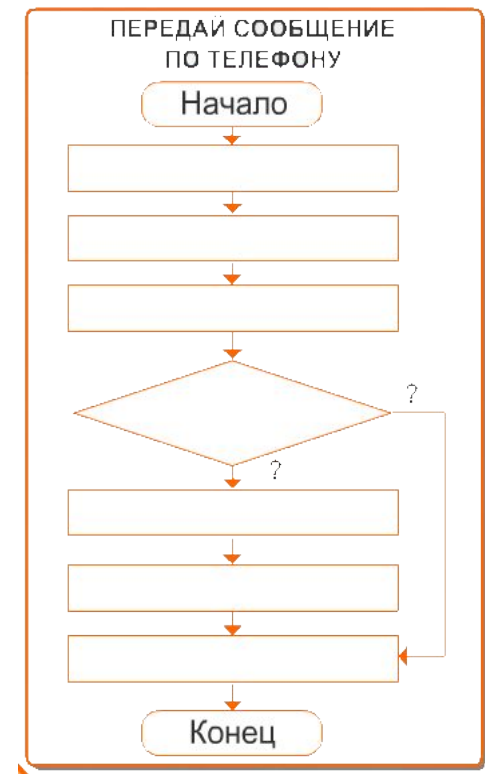 ПЕРЕДАЙ СООБЩЕНИЕ
ПО ТЕЛЕФОНУ
Начало
?
?
Конец